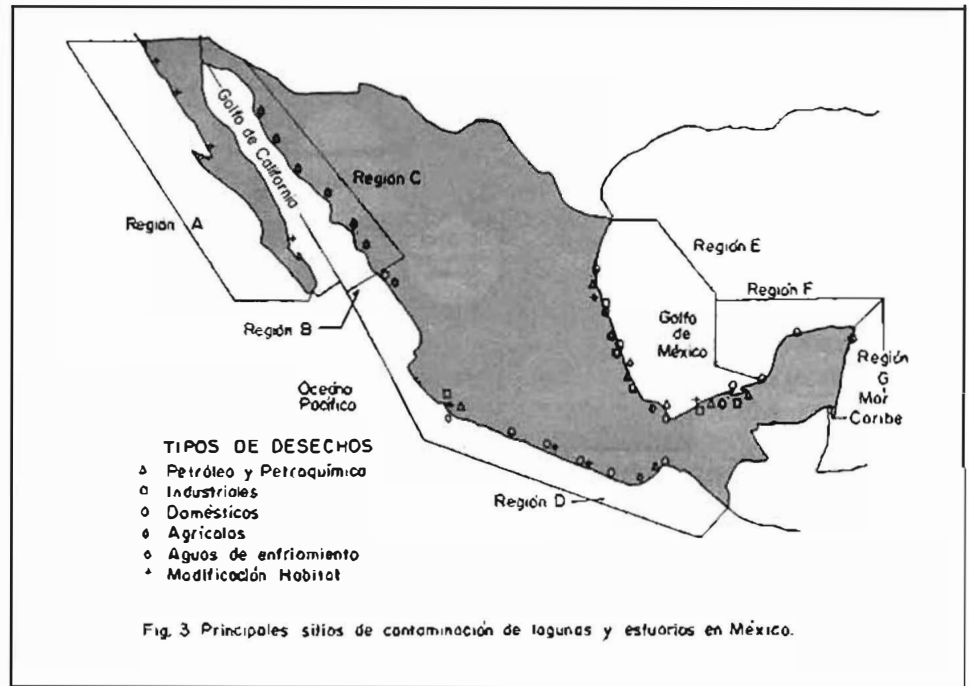 Golfo de California
Región C
Región A
Región E
Región F
Región B
Golfo
de
México
Región
G
Mar
Caribe
Oceano
Pacífico
TIPOS DE DESECHOS
Petróleo y Petroquímica
Industriales
Domésticos
Agrícolas
Aguas de enfriamiento
Modificación Habitat
Región D
Fig. 3 Principales sitios de contaminación de lagunas y estuarios en México.